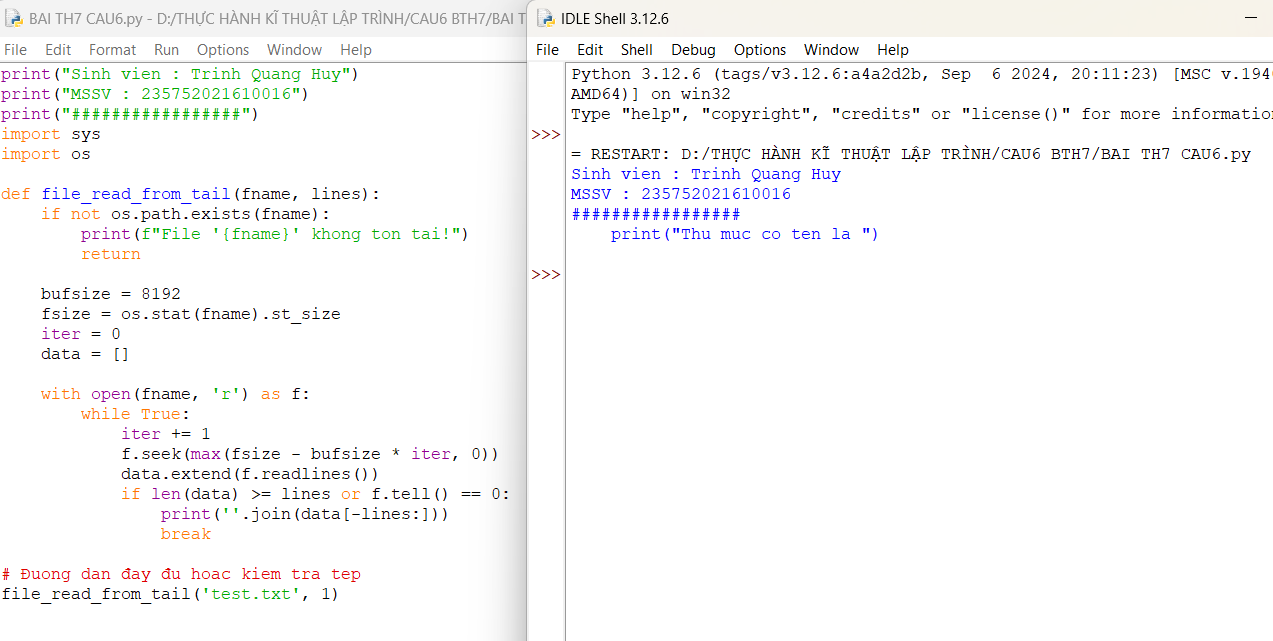 BAI TH7 CAU6.py - D:/THỰC HÀNH KĨ THUẬT LẬP TRÌNH/CAU6 BTH7/BAI T
File Edit Format Run Options Window Help
print("Sinh vien : Trinh Quang Huy")
print("MSSV : 235752021610016")
print("#################")
import sys
import os
def file_read_from_tail(fname, lines):
    if not os.path.exists(fname):
        print(f"File '{fname}' khong ton tai!")
        return
    bufsize = 8192
    fsize = os.stat(fname).st_size
    iter = 0
    data = []
    with open(fname, 'r') as f:
        while True:
            iter += 1
            f.seek(max(fsize - bufsize * iter, 0))
            data.extend(f.readlines())
            if len(data) >= lines or f.tell() == 0:
                print(''.join(data[-lines:]))
                break
# Đuong dan đay đu hoac kiem tra tep
file_read_from_tail('test.txt', 1)
IDLE Shell 3.12.6
File Edit Shell Debug Options Window Help
Python 3.12.6 (tags/v3.12.6:a4a2d2b, Sep  6 2024, 20:11:23) [MSC v.194
AMD64)] on win32
Type "help", "copyright", "credits" or "license()" for more informatio
>>>
= RESTART: D:/THỰC HÀNH KĨ THUẬT LẬP TRÌNH/CAU6 BTH7/BAI TH7 CAU6.py
Sinh vien : Trinh Quang Huy
MSSV : 235752021610016
#################
    print("Thu muc co ten la ")
>>>